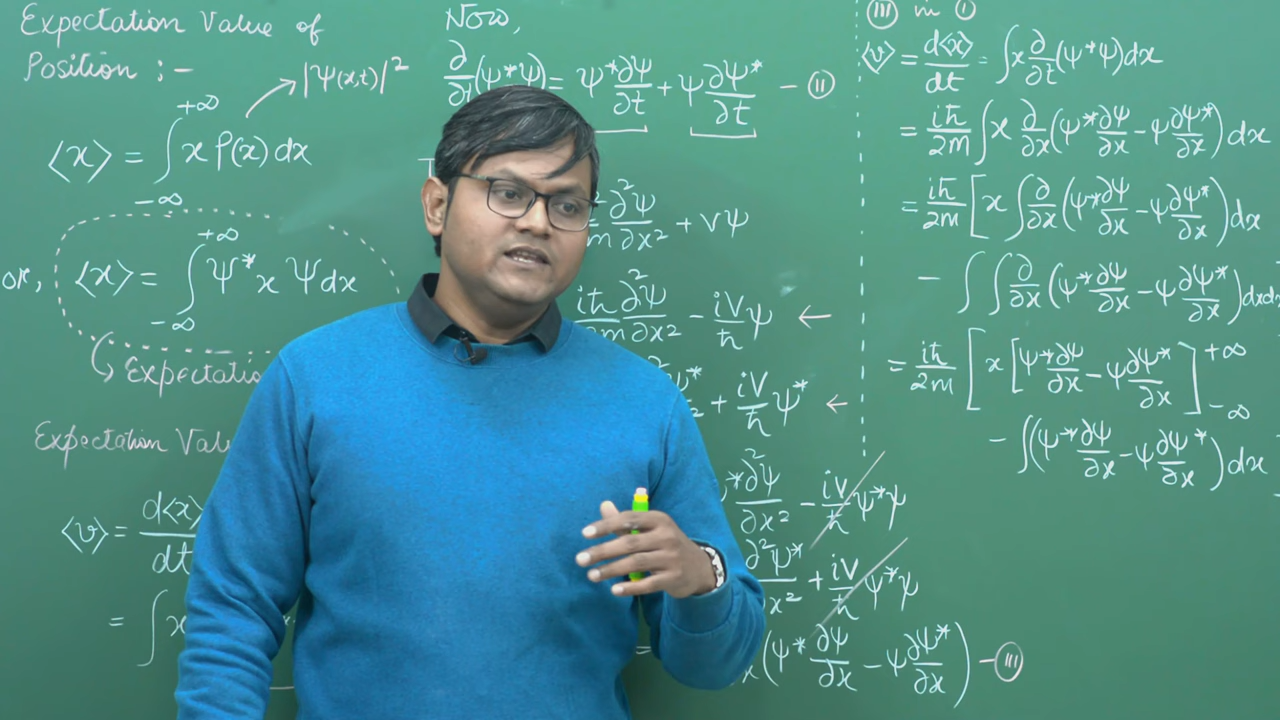 Expectation Value of
Position :-
→ |Ψ(x,t)|²
⟨x⟩ = ∫_{-∞}^{+∞} x P(x) dx
or, ⟨x⟩ = ∫_{-∞}^{+∞} Ψ* x Ψ dx
Expectatio
Expectation Val
⟨v⟩ = d⟨x⟩/dt
= ∫ x
Now,
∂/∂t (ψ*ψ) = ψ* ∂ψ/∂t + ψ ∂ψ*/∂t — (II)
∂²ψ/∂x² + Vψ
iħ/2m ∂²ψ/∂x² - iV/ħ ψ ←
+ iV/ħ ψ* ←
∂²ψ/∂x² - iV/ħ ψ*ψ
∂²ψ*/∂x² + iV/ħ ψ*ψ
(ψ* ∂ψ/∂x - ψ ∂ψ*/∂x) — (III)
(III) in (I)
⟨v⟩ = d⟨x⟩/dt = ∫ x ∂/∂t (ψ*ψ) dx
= iħ/2m ∫ x ∂/∂x (ψ* ∂ψ/∂x - ψ ∂ψ*/∂x) dx
= iħ/2m [ x ∫ ∂/∂x (ψ* ∂ψ/∂x - ψ ∂ψ*/∂x) dx
- ∫ ∫ ∂/∂x (ψ* ∂ψ/∂x - ψ ∂ψ*/∂x) dx dx
= iħ/2m [ x [ψ* ∂ψ/∂x - ψ ∂ψ*/∂x]_{-∞}^{+∞}
- ∫ (ψ* ∂ψ/∂x - ψ ∂ψ*/∂x) dx